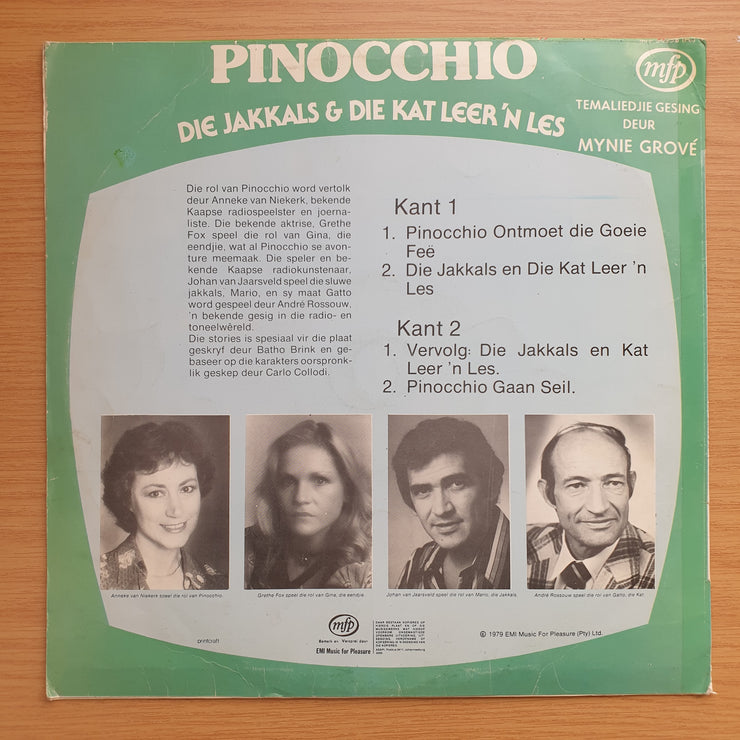 PINOCCHIO
mfp
DIE JAKKALS & DIE KAT LEER 'N LES
TEMALIEDJIE GESING
DEUR
MYNIE GROVÉ
Die rol van Pinocchio word vertolk
deur Anneke van Niekerk, bekende
Kaapse radiospeelster en joerna-
liste. Die bekende aktrise, Grethe
Fox speel die rol van Gina, die
eendjie, wat al Pinocchio se avon-
ture meemaak. Die speler en be-
kende Kaapse radiokunstenaar,
Johan van Jaarsveld speel die sluwe
jakkals, Mario, en sy maat Gatto
word gespeel deur André Rossouw,
'n bekende gesig in die radio- en
toneelwêreld.
Die stories is spesiaal vir die plaat
geskryf deur Batho Brink en ge-
baseer op die karakters oorspronk-
lik geskep deur Carlo Collodi.
Kant 1
1. Pinocchio Ontmoet die Goeie
Feë
2. Die Jakkals en Die Kat Leer 'n
Les
Kant 2
1. Vervolg: Die Jakkals en Kat
Leer 'n Les.
2. Pinocchio Gaan Seil.
Anneke van Niekerk speel die rol van Pinocchio.
Grethe Fox speel die rol van Gina, die eendjie.
Johan van Jaarsveld speel die rol van Mario, die Jakkals.
André Rossouw speel die rol van Gatto, die Kat.
printcraft
mfp
Bemark en Versprei deur
EMI Music for Pleasure
© 1979 EMI Music For Pleasure (Pty) Ltd.